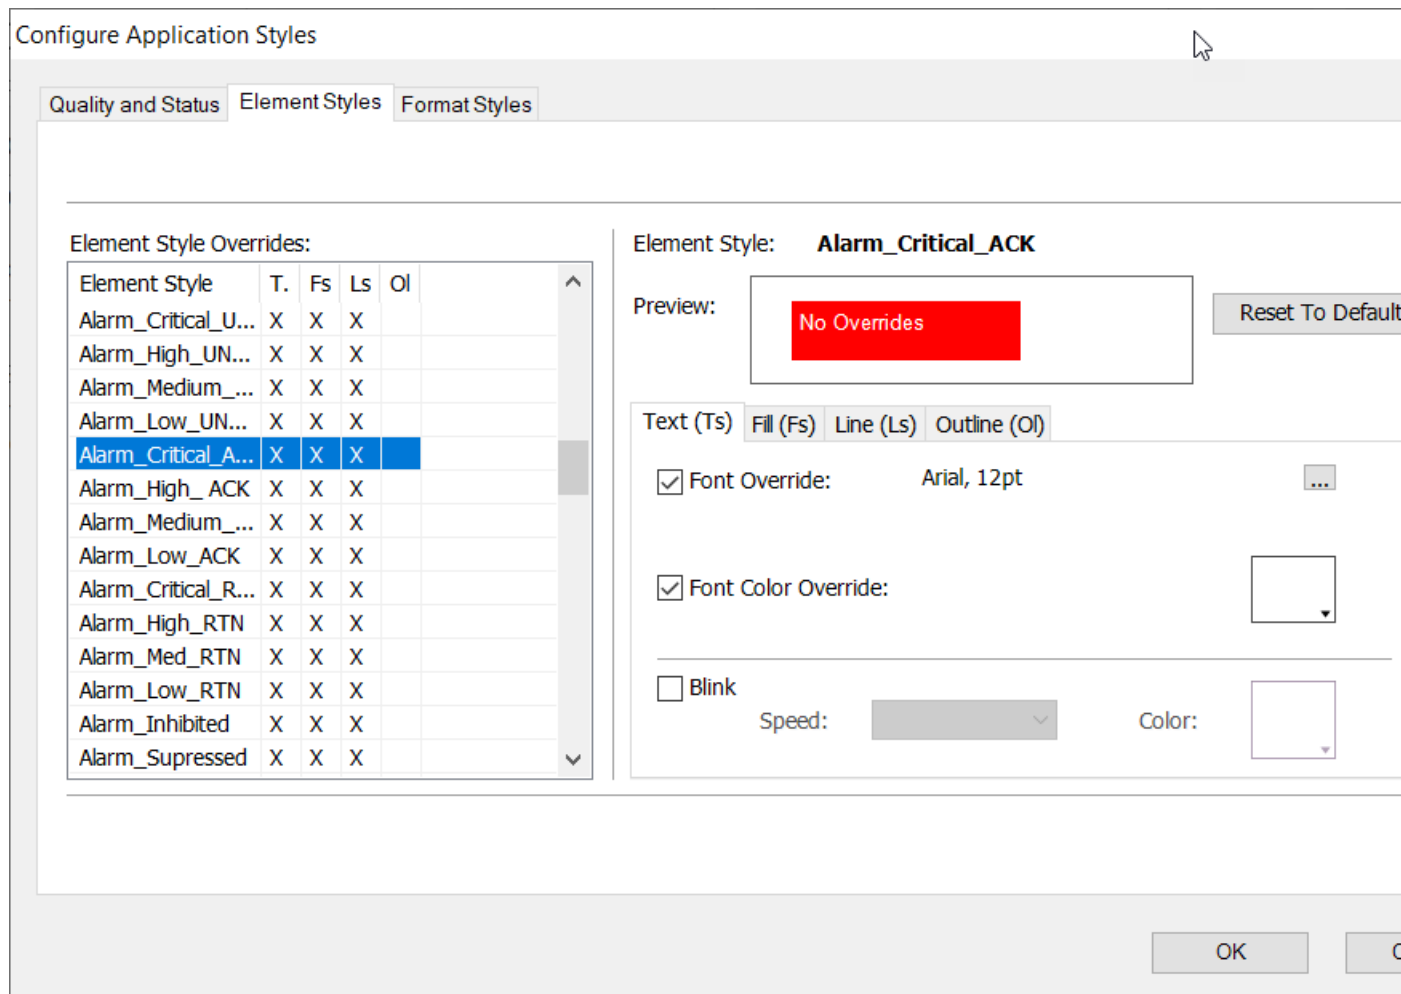 Configure Application Styles
Quality and Status Element Styles Format Styles
Element Style Overrides:
Element Style T. Fs Ls Ol
Alarm_Critical_U... X X X
Alarm_High_UN... X X X
Alarm_Medium_... X X X
Alarm_Low_UN... X X X
Alarm_Critical_A... X X X
Alarm_High_ ACK X X X
Alarm_Medium_... X X X
Alarm_Low_ACK X X X
Alarm_Critical_R... X X X
Alarm_High_RTN X X X
Alarm_Med_RTN X X X
Alarm_Low_RTN X X X
Alarm_Inhibited X X X
Alarm_Supressed X X X
Element Style: Alarm_Critical_ACK
Preview: No Overrides Reset To Default
Text (Ts) Fill (Fs) Line (Ls) Outline (Ol)
Font Override: Arial, 12pt ...
Font Color Override:
Blink
Speed: Color:
OK